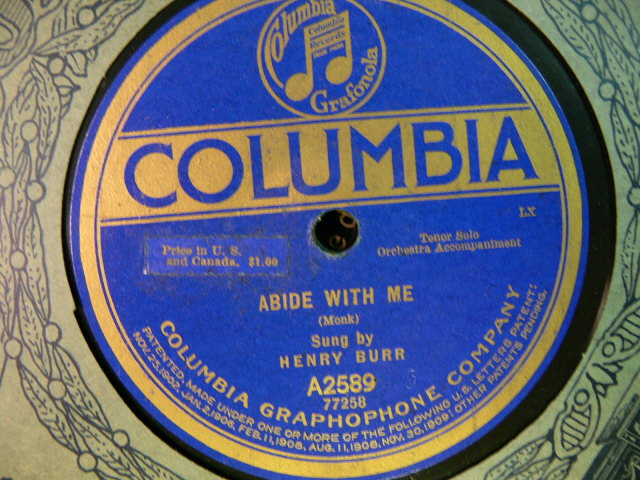 Columbia
Columbia
Records
Grafonola
COLUMBIA
LX
Price in U. S.
and Canada, $1.00
Tenor Solo
Orchestra Accompaniment
ABIDE WITH ME
(Monk)
Sung by
HENRY BURR
A2589
77258
COLUMBIA GRAPHOPHONE COMPANY
PATENTED, MADE UNDER ONE OR MORE OF THE FOLLOWING U.S. LETTERS PATENT:
NOV. 25, 1902, JAN. 2, 1906, FEB. 11, 1908, AUG. 11, 1908, NOV. 30, 1909; OTHER PATENTS PENDING.